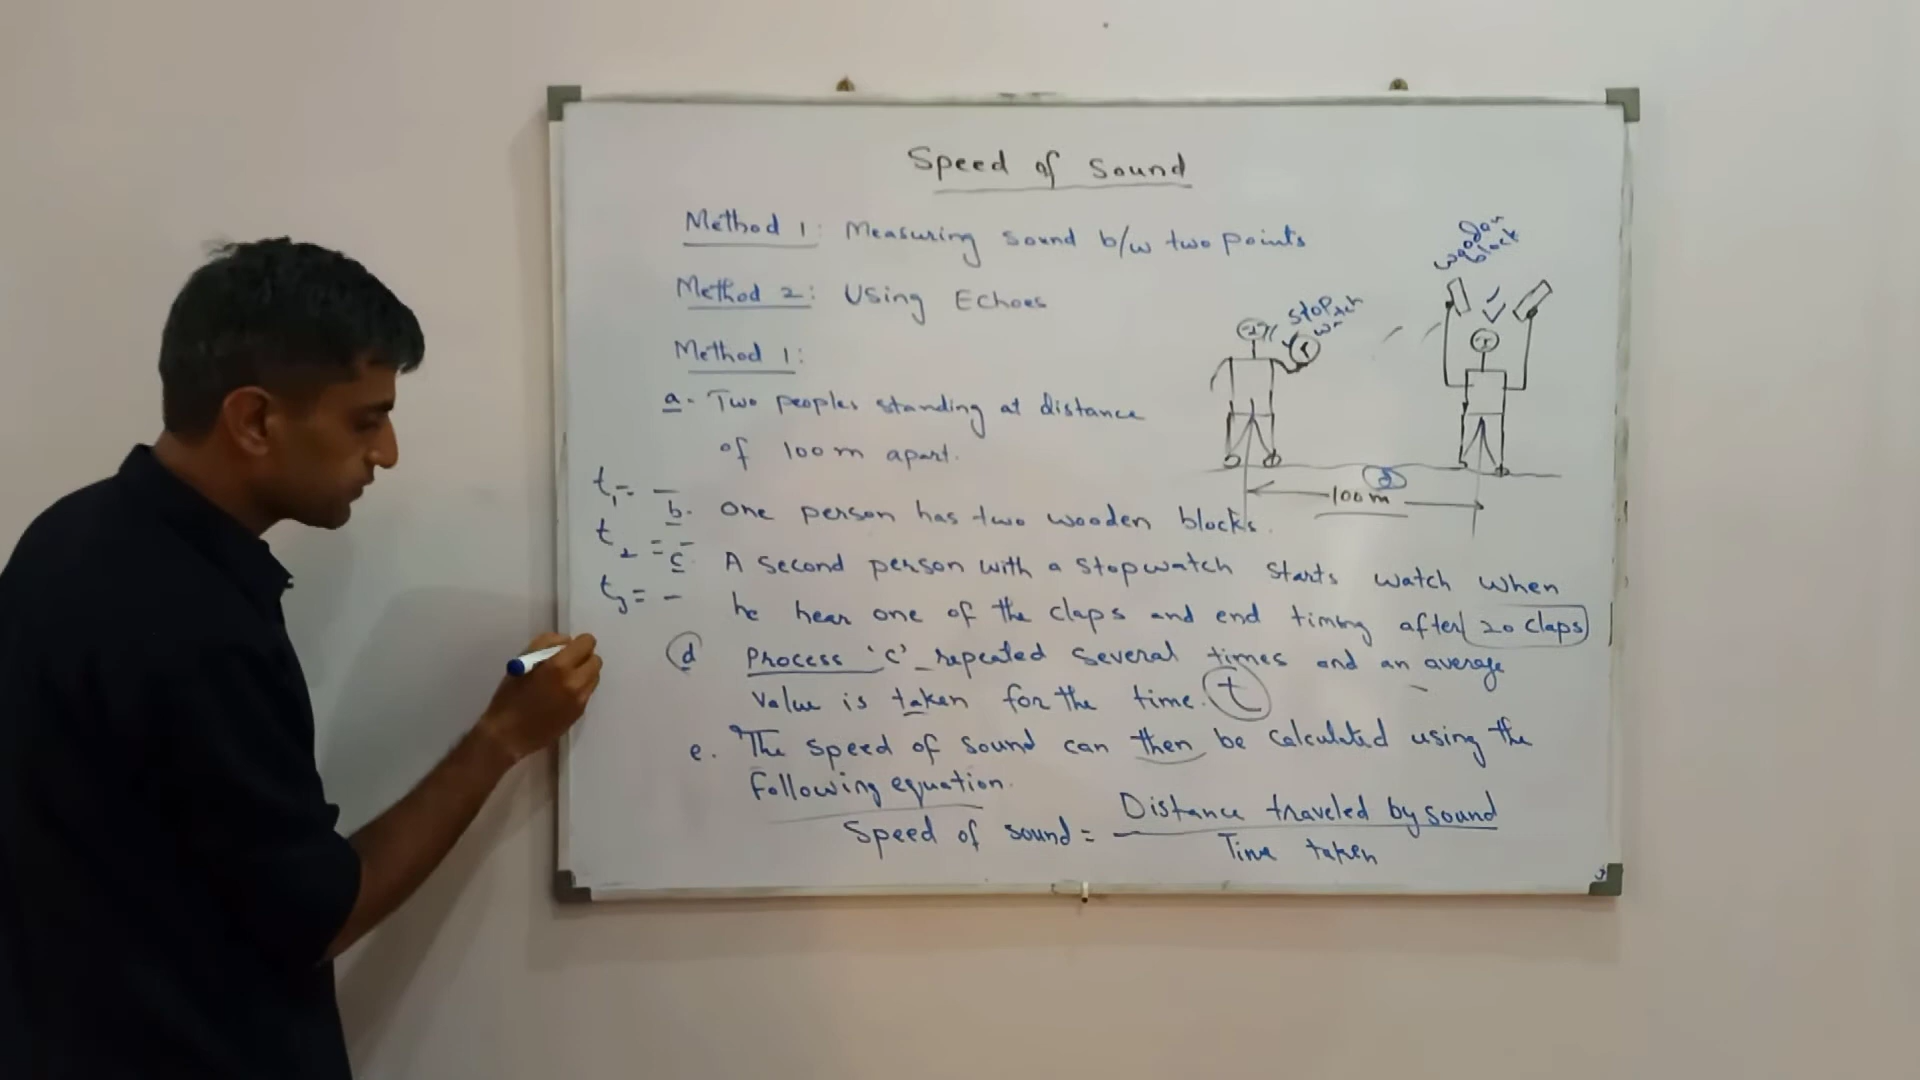 Speed of Sound
Method 1: Measuring sound b/w two points
Method 2: Using Echoes
Method 1:
a. Two peoples standing at distance
of 100m apart.
b. One person has two wooden blocks.
c. A second person with a stopwatch starts watch when
he hear one of the claps and end timing after 20 claps
d Process 'c' repeated several times and an average
value is taken for the time. t
e. The speed of sound can then be calculated using the
following equation.
Speed of sound = Distance traveled by sound
Time taken
t1 = —
t2 = —
t3 = —
wooden
block
stop
100m